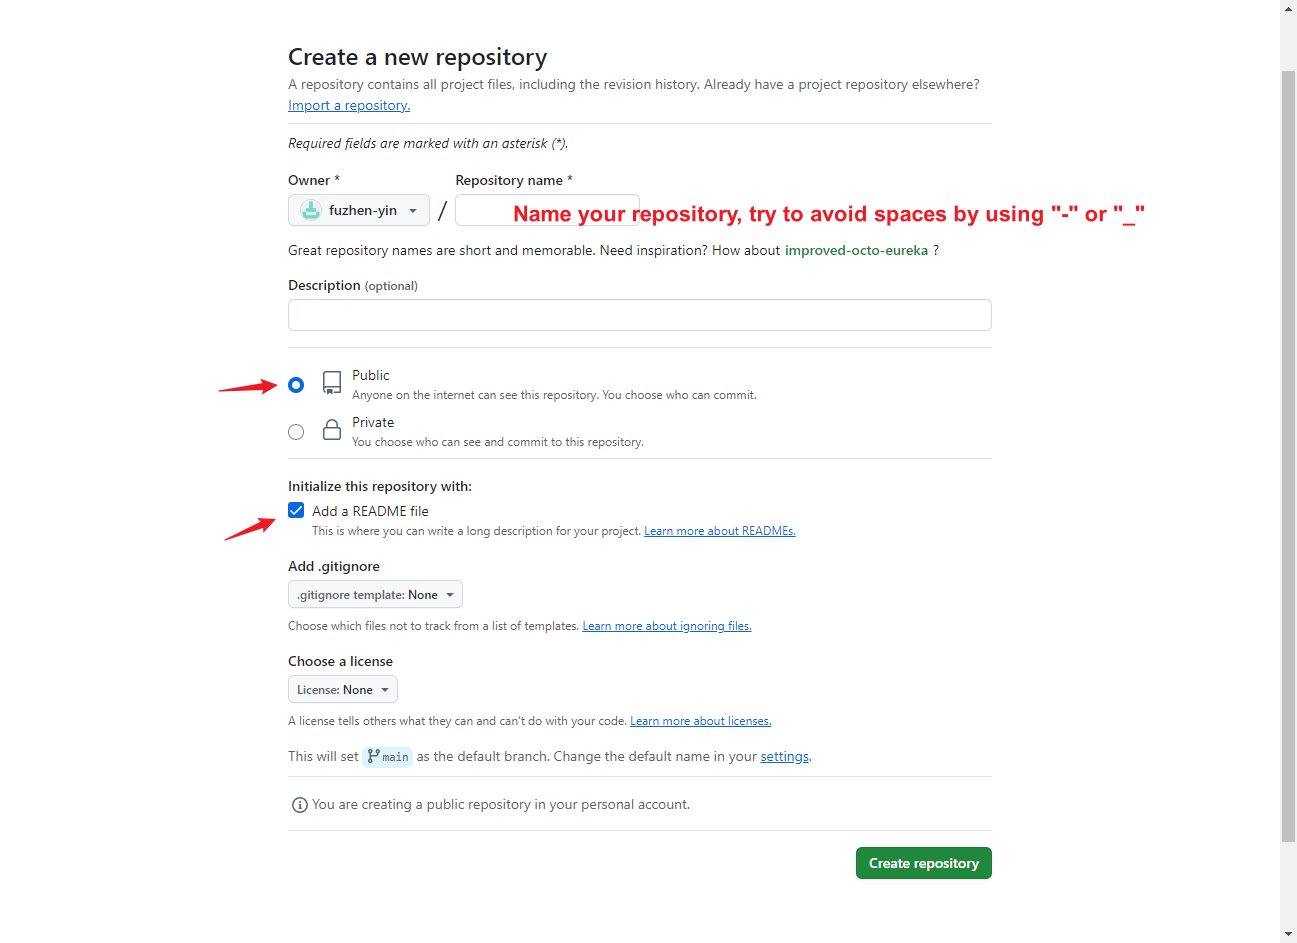 Create a new repository
A repository contains all project files, including the revision history. Already have a project repository elsewhere?
Import a repository.
Required fields are marked with an asterisk (*).
Owner *
Repository name *
fuzhen-yin
/
Name your repository, try to avoid spaces by using "-" or "_"
Great repository names are short and memorable. Need inspiration? How about improved-octo-eureka ?
Description (optional)
Public
Anyone on the internet can see this repository. You choose who can commit.
Private
You choose who can see and commit to this repository.
Initialize this repository with:
Add a README file
This is where you can write a long description for your project. Learn more about READMEs.
Add .gitignore
.gitignore template: None
Choose which files not to track from a list of templates. Learn more about ignoring files.
Choose a license
License: None
A license tells others what they can and can't do with your code. Learn more about licenses.
This will set main as the default branch. Change the default name in your settings.
You are creating a public repository in your personal account.
Create repository